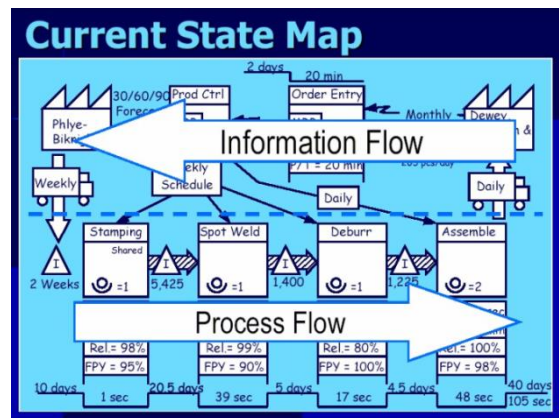 Current State Map
2 days
20 min
30/60/90
Prod Ctrl
Order Entry
Monthly
Dewey
Phlye-
Information Flow
P/T = 20 min
Weekly
Schedule
Daily
Daily
Stamping
Spot Weld
Deburr
Assemble
Shared
I
I
I
I
=1
=1
=1
=2
2 Weeks
5,425
1,400
1,225
Process Flow
Rel.= 98%
Rel.= 99%
Rel.= 80%
Rel.= 100%
FPY = 95%
FPY = 90%
FPY = 100%
FPY = 98%
10 days
20.5 days
5 days
4.5 days
40 days
1 sec
39 sec
17 sec
48 sec
105 sec